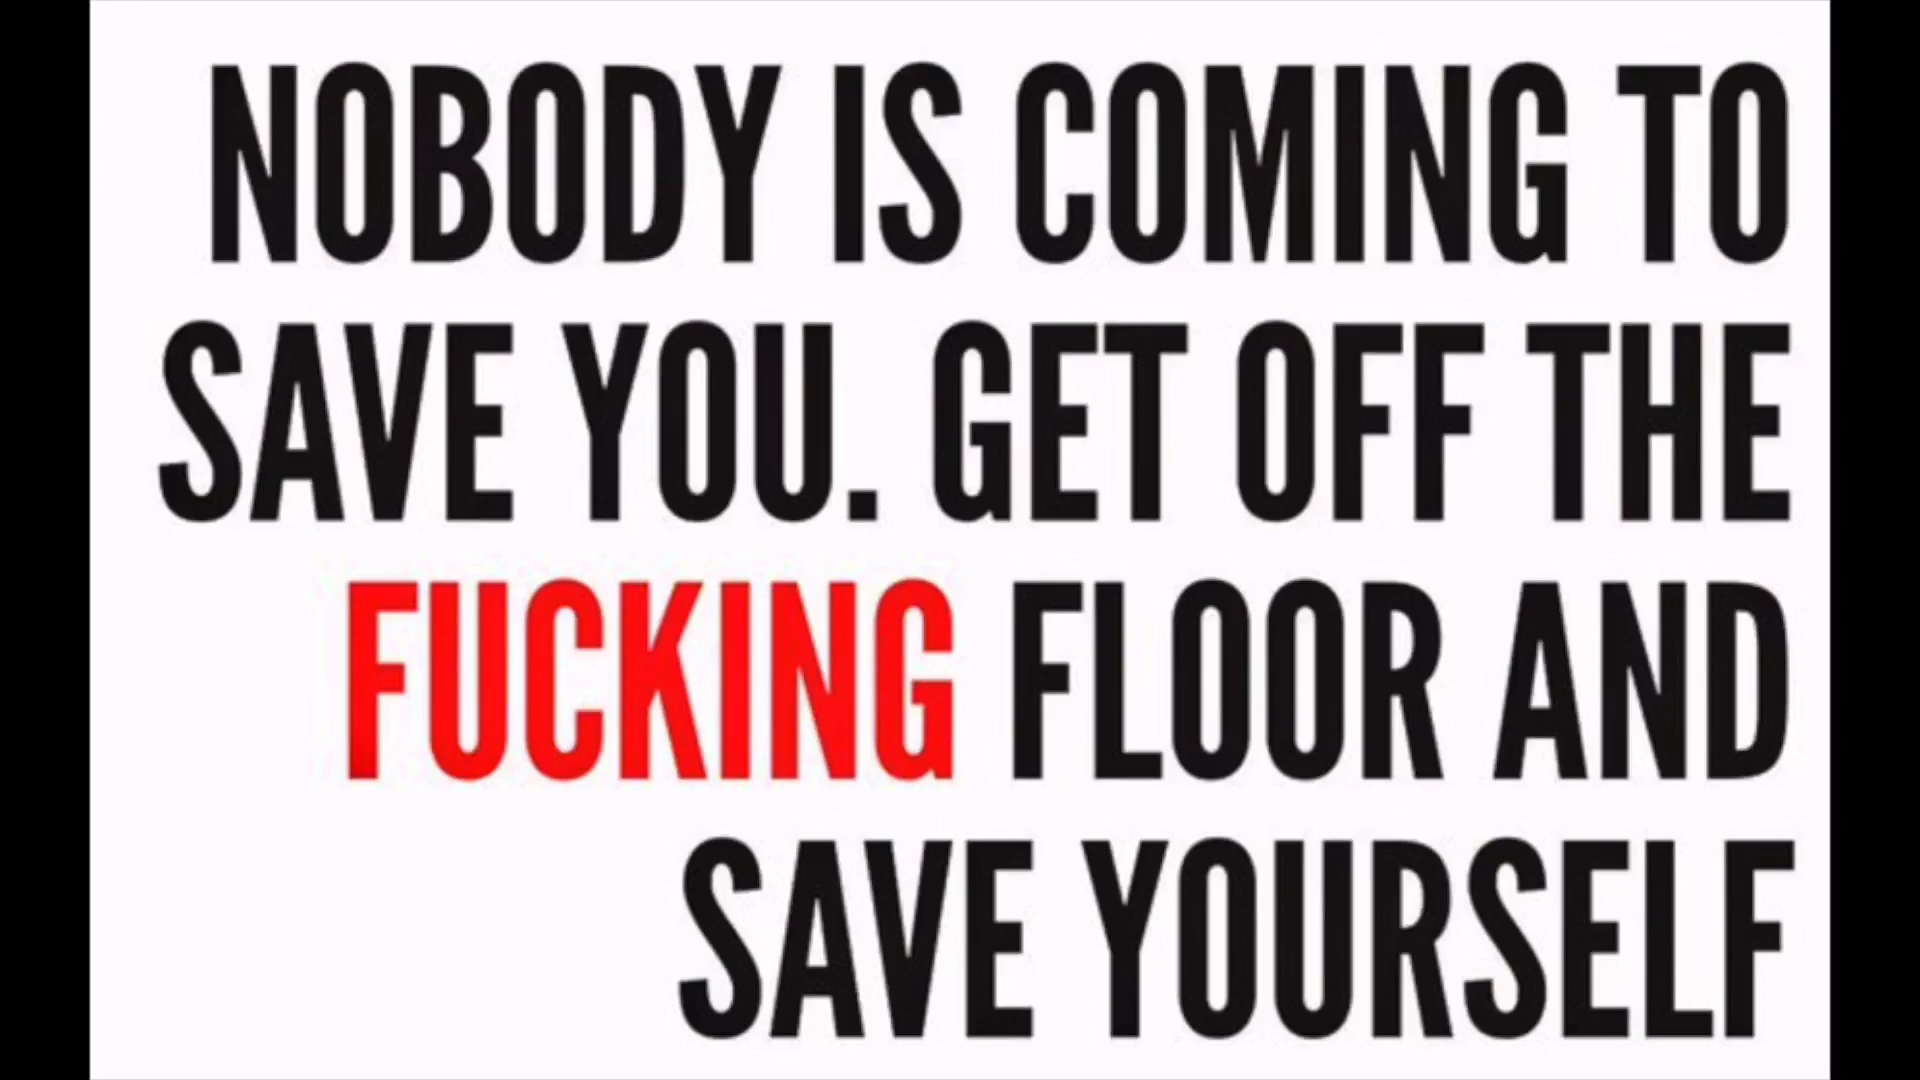 NOBODY IS COMING TO
SAVE YOU. GET OFF THE
FUCKING FLOOR AND
SAVE YOURSELF